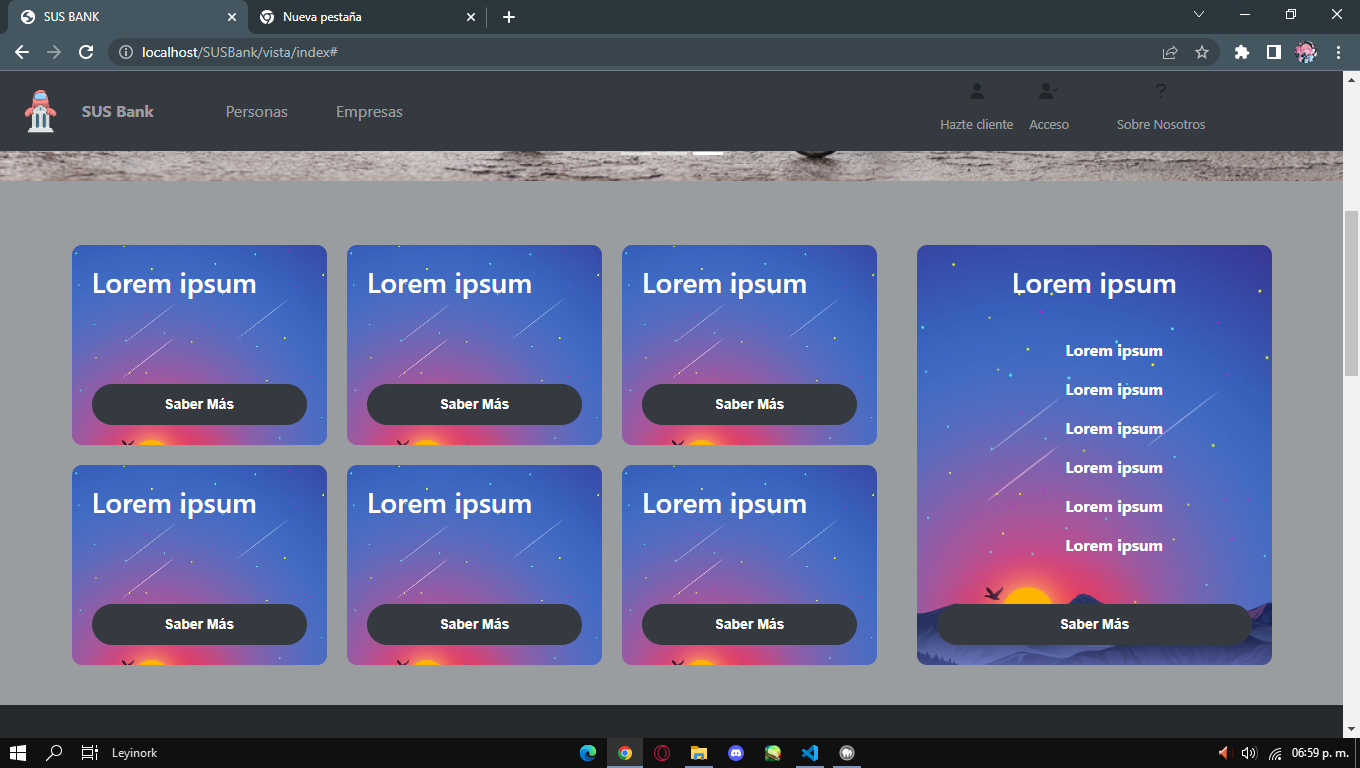 SUS BANK
Nueva pestaña
localhost/SUSBank/vista/index#
SUS Bank
Personas
Empresas
Hazte cliente
Acceso
?
Sobre Nosotros
Lorem ipsum
Saber Más
Lorem ipsum
Saber Más
Lorem ipsum
Saber Más
Lorem ipsum
Saber Más
Lorem ipsum
Saber Más
Lorem ipsum
Saber Más
Lorem ipsum
Lorem ipsum
Lorem ipsum
Lorem ipsum
Lorem ipsum
Lorem ipsum
Lorem ipsum
Saber Más
Leyinork
06:59 p. m.